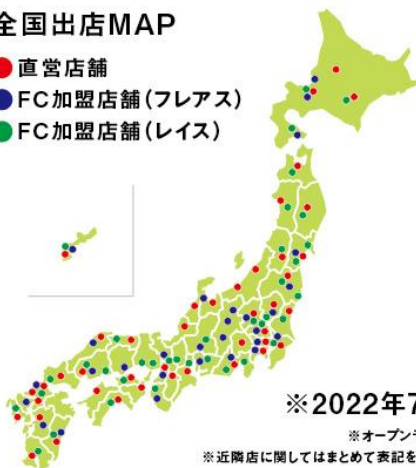 全国出店MAP
直営店舗
FC加盟店舗(フレアス)
FC加盟店舗(レイス)
※2022年7
※オープン
※近隣店に関してはまとめて表記を